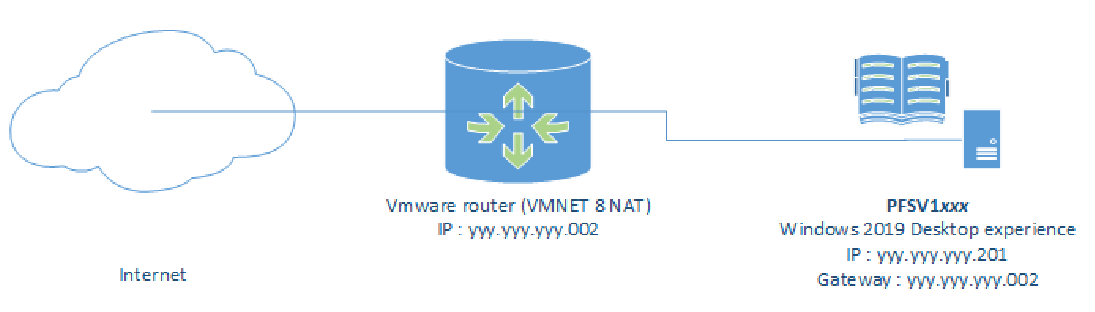 Vmware router (VMNET 8 NAT)
IP : yyy.yyy.yyy.002
Internet
PFSV1xxx
Windows 2019 Desktop experience
IP : yyy.yyy.yyy.201
Gateway : yyy.yyy.yyy.002